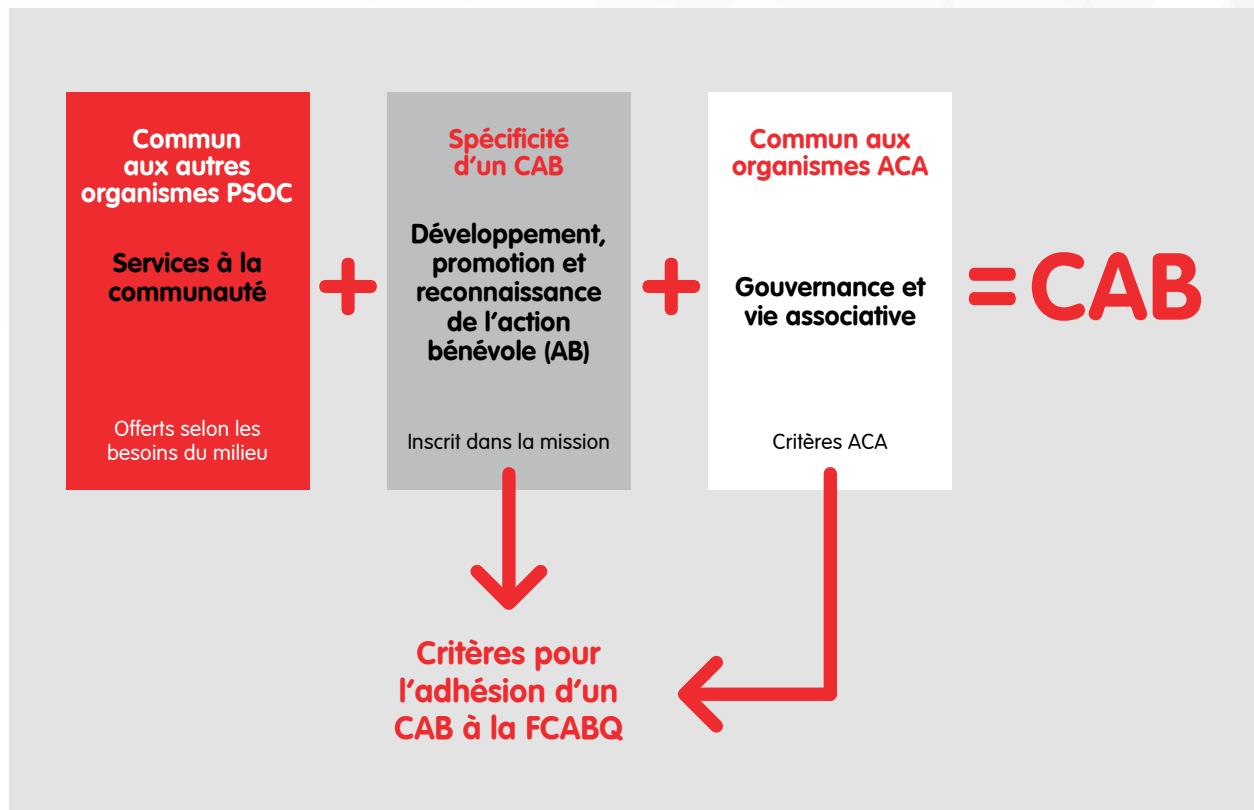 Commun
aux autres
organismes PSOC
Services à la
communauté
Offerts selon les
besoins du milieu
+
Spécificité
d'un CAB
Développement,
promotion et
reconnaissance
de l'action
bénévole (AB)
Inscrit dans la mission
+
Commun aux
organismes ACA
Gouvernance et
vie associative
Critères ACA
= CAB
Critères pour
l'adhésion d'un
CAB à la FCABQ